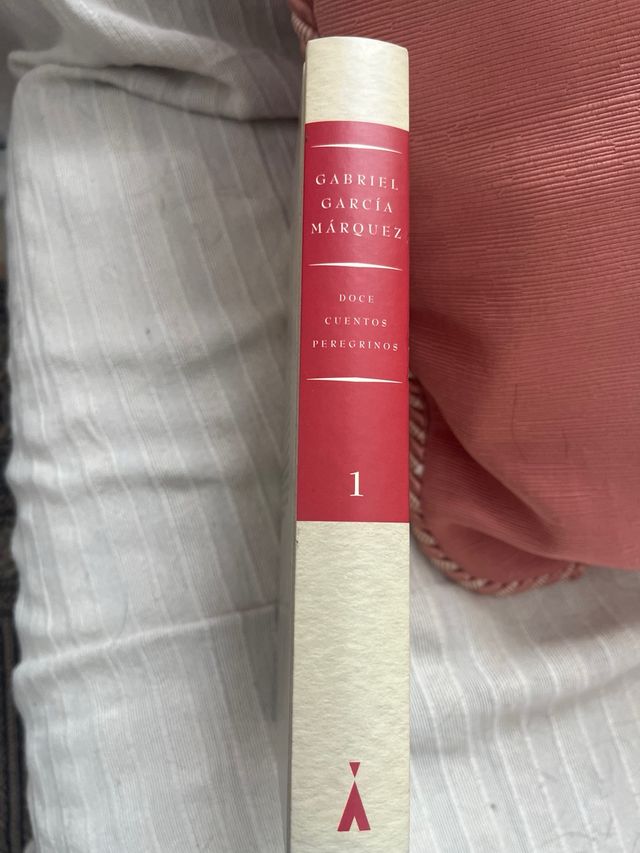 GABRIEL
GARCÍA
MÁRQUEZ
DOCE
CUENTOS
PEREGRINOS
1